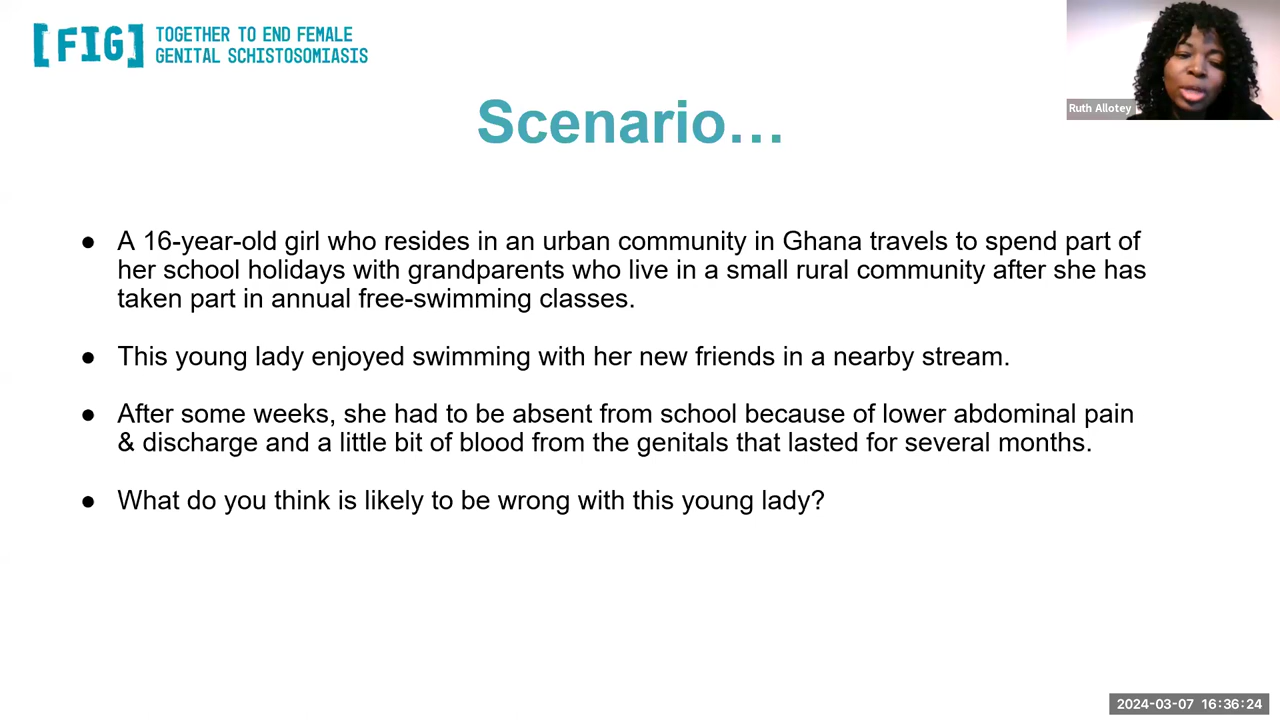 [FIG] TOGETHER TO END FEMALE
GENITAL SCHISTOSOMIASIS
Ruth Allotey
Scenario…
● A 16-year-old girl who resides in an urban community in Ghana travels to spend part of
her school holidays with grandparents who live in a small rural community after she has
taken part in annual free-swimming classes.
● This young lady enjoyed swimming with her new friends in a nearby stream.
● After some weeks, she had to be absent from school because of lower abdominal pain
& discharge and a little bit of blood from the genitals that lasted for several months.
● What do you think is likely to be wrong with this young lady?
2024-03-07 16:36:24